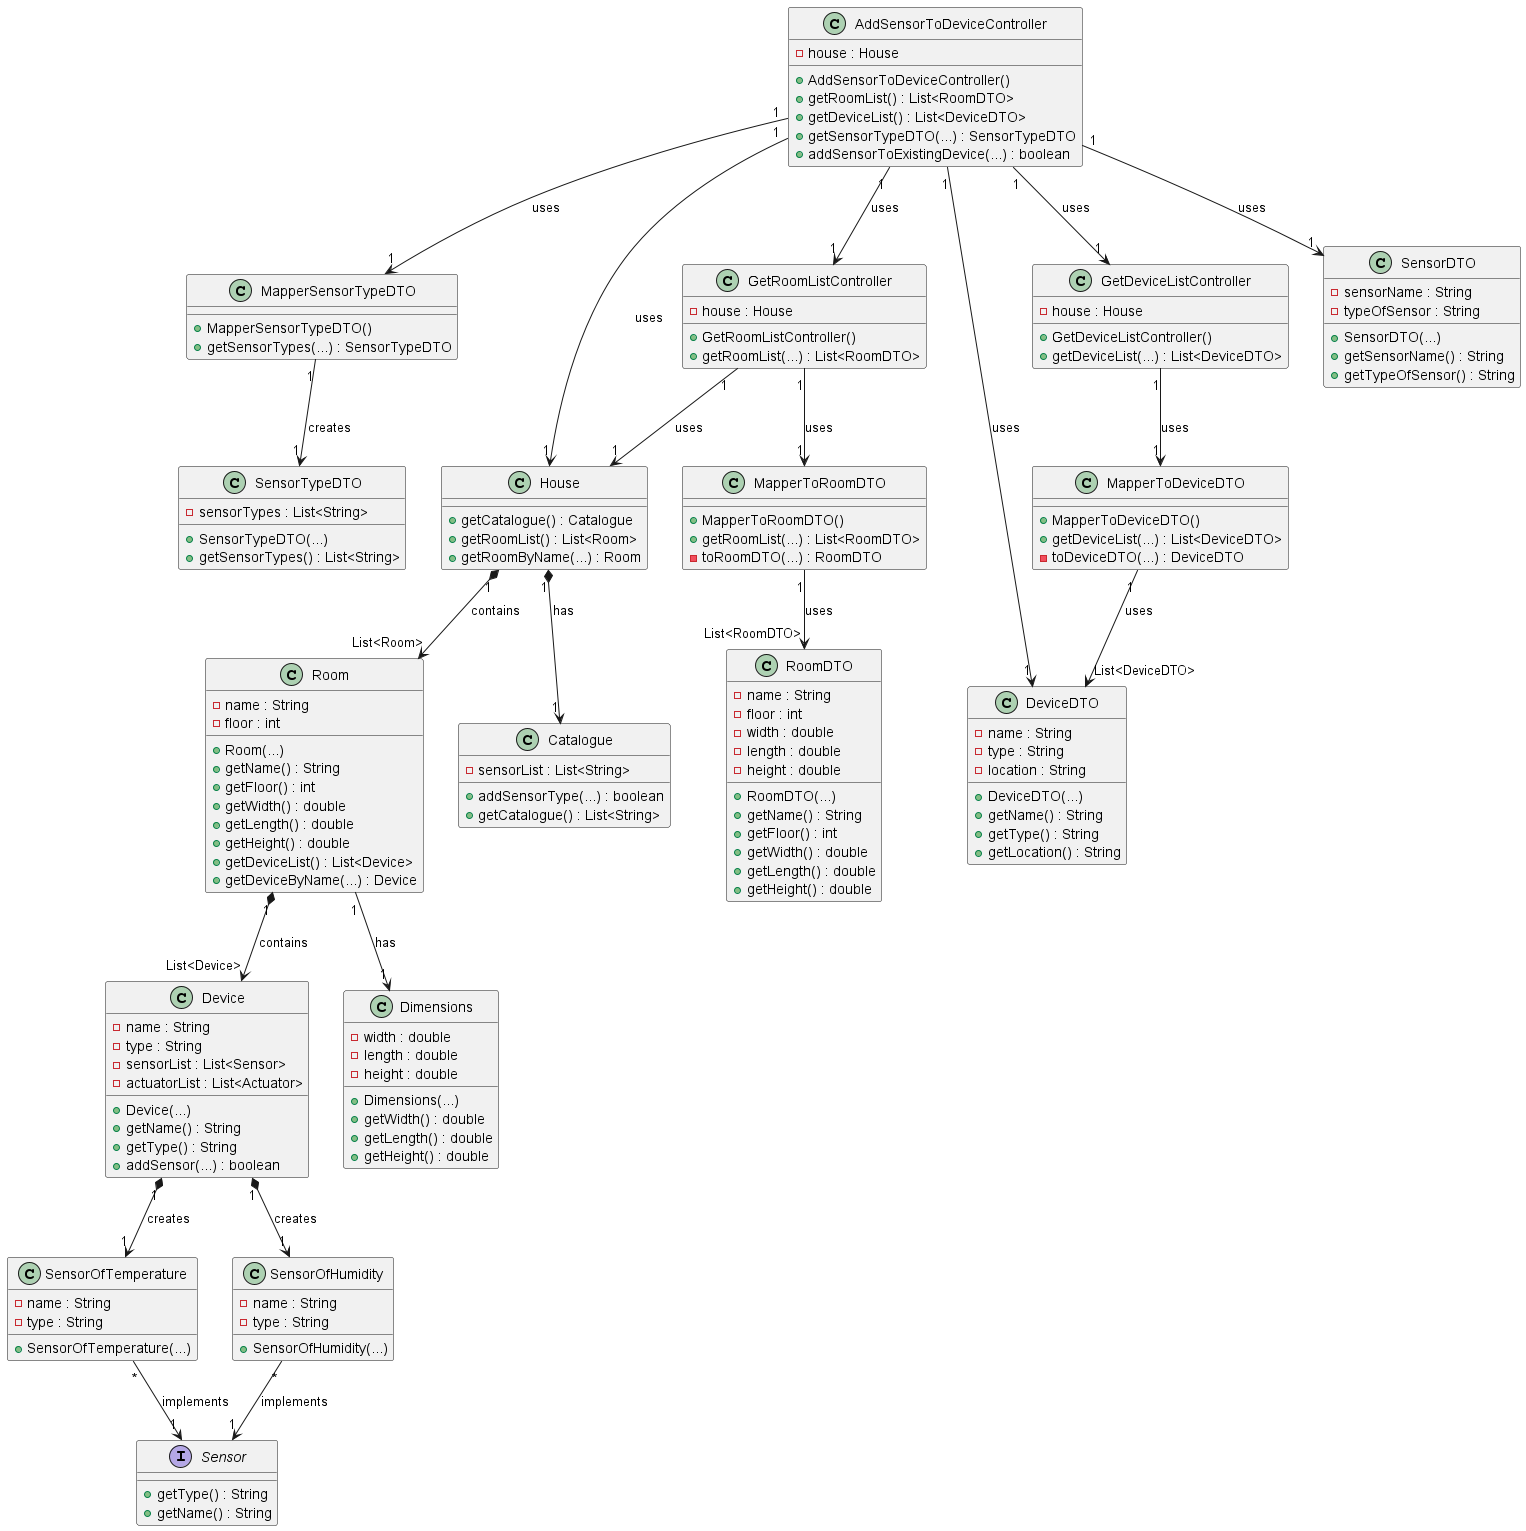 C AddSensorToDeviceController
house : House
AddSensorToDeviceController()
getRoomList() : List<RoomDTO>
getDeviceList() : List<DeviceDTO>
getSensorTypeDTO(...) : SensorTypeDTO
addSensorToExistingDevice(...) : boolean
1
1
1
1
1
1
uses
uses
uses
uses
1
1
1
1
C MapperSensorTypeDTO
MapperSensorTypeDTO()
getSensorTypes(...) : SensorTypeDTO
C GetRoomListController
house : House
GetRoomListController()
getRoomList(...) : List<RoomDTO>
C GetDeviceListController
house : House
GetDeviceListController()
getDeviceList(...) : List<DeviceDTO>
C SensorDTO
sensorName : String
typeOfSensor : String
SensorDTO(...)
getSensorName() : String
getTypeOfSensor() : String
uses
1
1
1
1
creates
uses
uses
uses
uses
1
1
1
1
1
C SensorTypeDTO
sensorTypes : List<String>
SensorTypeDTO(...)
getSensorTypes() : List<String>
C House
getCatalogue() : Catalogue
getRoomList() : List<Room>
getRoomByName(...) : Room
C MapperToRoomDTO
MapperToRoomDTO()
getRoomList(...) : List<RoomDTO>
toRoomDTO(...) : RoomDTO
C MapperToDeviceDTO
MapperToDeviceDTO()
getDeviceList(...) : List<DeviceDTO>
toDeviceDTO(...) : DeviceDTO
1
1
1
1
contains
has
uses
uses
List<Room>
List<RoomDTO>
1
List<DeviceDTO>
1
C Room
name : String
floor : int
Room(...)
getName() : String
getFloor() : int
getWidth() : double
getLength() : double
getHeight() : double
getDeviceList() : List<Device>
getDeviceByName(...) : Device
C Catalogue
sensorList : List<String>
addSensorType(...) : boolean
getCatalogue() : List<String>
C RoomDTO
name : String
floor : int
width : double
length : double
height : double
RoomDTO(...)
getName() : String
getFloor() : int
getWidth() : double
getLength() : double
getHeight() : double
C DeviceDTO
name : String
type : String
location : String
DeviceDTO(...)
getName() : String
getType() : String
getLocation() : String
1
1
contains
has
List<Device>
1
C Device
name : String
type : String
sensorList : List<Sensor>
actuatorList : List<Actuator>
Device(...)
getName() : String
getType() : String
addSensor(...) : boolean
C Dimensions
width : double
length : double
height : double
Dimensions(...)
getWidth() : double
getLength() : double
getHeight() : double
1
1
creates
creates
1
1
C SensorOfTemperature
name : String
type : String
SensorOfTemperature(...)
C SensorOfHumidity
name : String
type : String
SensorOfHumidity(...)
*
*
implements
implements
1
1
I Sensor
getType() : String
getName() : String